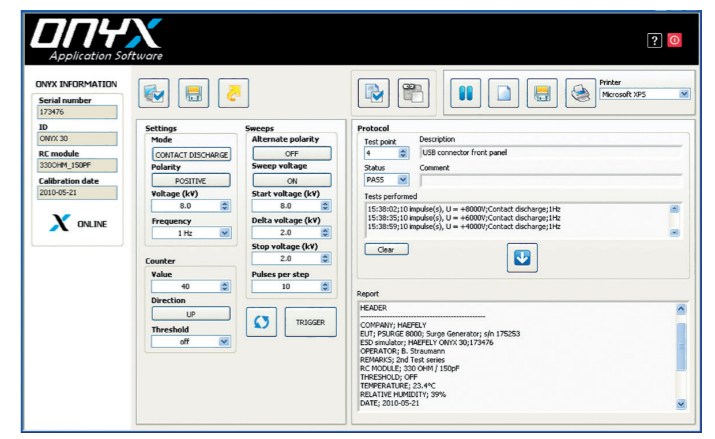 ONYX
Application Software
?
ONYX INFORMATION
Serial number
173476
ID
ONYX 30
RC module
330OHM_150PF
Calibration date
2010-05-21
X ONLINE
Settings
Mode
CONTACT DISCHARGE
Polarity
POSITIVE
Voltage (kV)
8.0
Frequency
1 Hz
Counter
Value
40
Direction
UP
Threshold
off
Sweeps
Alternate polarity
OFF
Sweep voltage
ON
Start voltage (kV)
8.0
Delta voltage (kV)
2.0
Stop voltage (kV)
2.0
Pulses per step
10
TRIGGER
Printer
Microsoft XPS
Protocol
Test point
4
Description
USB connector front panel
Status
PASS
Comment
Tests performed
15:38:02;10 impulse(s), U = +8000V;Contact discharge;1Hz
15:38:35;10 impulse(s), U = +6000V;Contact discharge;1Hz
15:38:59;10 impulse(s), U = +4000V;Contact discharge;1Hz
Clear
Report
HEADER
------------------------------------------------
COMPANY; HAEFELY
EUT; PSURGE 8000; Surge Generator; s/n 175253
ESD simulator; HAEFELY ONYX 30;173476
OPERATOR; B. Straumann
REMARKS; 2nd Test series
RC MODULE; 330 OHM / 150pF
THRESHOLD; OFF
TEMPERATURE; 23.4°C
RELATIVE HUMIDITY; 39%
DATE; 2010-05-21